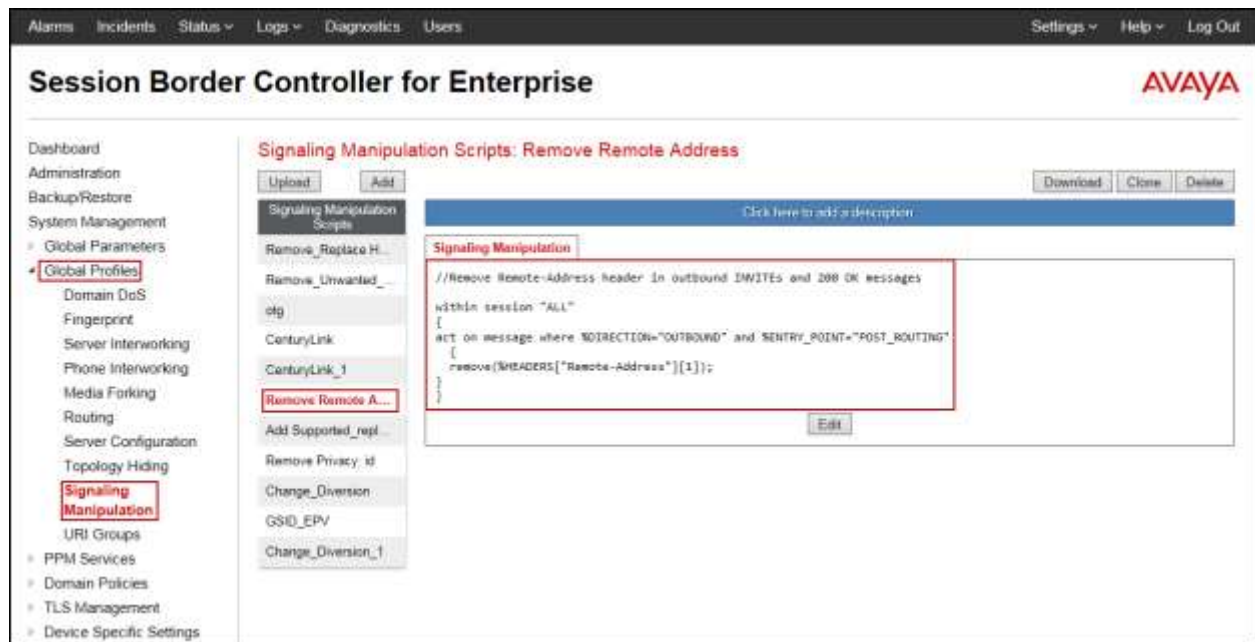 Alarms Incidents Status Logs Diagnostics Users Settings Help Log Out
Session Border Controller for Enterprise
AVAYA
Dashboard
Administration
Backup/Restore
System Management
Global Parameters
Global Profiles
Domain DoS
Fingerprint
Server Interworking
Phone Interworking
Media Forking
Routing
Server Configuration
Topology Hiding
Signaling
Manipulation
URI Groups
PPM Services
Domain Policies
TLS Management
Device Specific Settings
Signaling Manipulation Scripts: Remove Remote Address
Upload Add
Download Clone Delete
Signaling Manipulation
Scripts
Remove_Replace H...
Remove_Unwanted_...
otg
CenturyLink
CenturyLink_1
Remove Remote A...
Add Supported_repl...
Remove Privacy: id
Change_Diversion
GSID_EPV
Change_Diversion_1
Click here to add a description.
Signaling Manipulation
//Remove Remote-Address header in outbound INVITEs and 200 OK messages
within session "ALL"
{
act on message where %DIRECTION="OUTBOUND" and %ENTRY_POINT="POST_ROUTING"
{
remove(%HEADERS["Remote-Address"][1]);
}
}
Edit